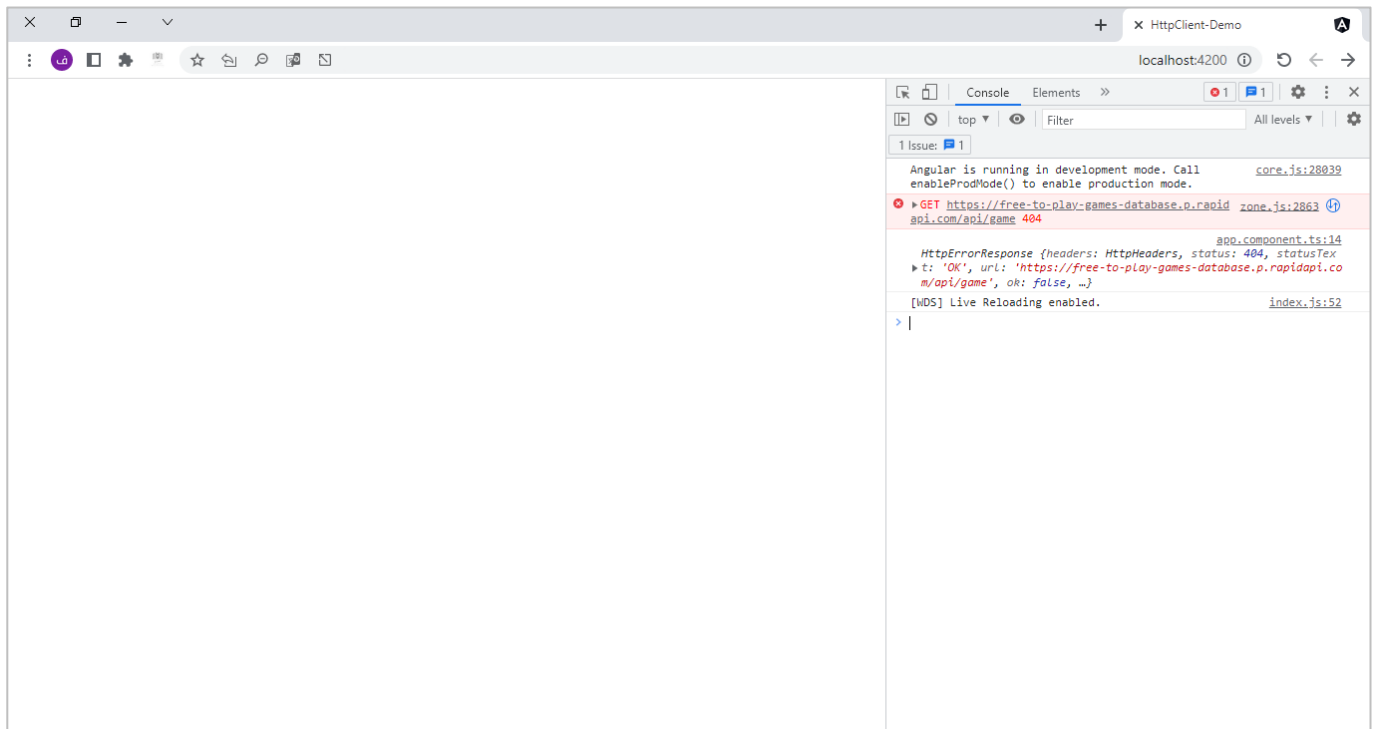 HttpClient-Demo
ف
localhost:4200
Console Elements » 1 1
top ▼ Filter All levels ▼
1 Issue: 1
Angular is running in development mode. Call core.js:28039
enableProdMode() to enable production mode.
▶GET https://free-to-play-games-database.p.rapid zone.js:2863
api.com/api/game 404
app.component.ts:14
HttpErrorResponse {headers: HttpHeaders, status: 404, statusTex
▶t: 'OK', url: 'https://free-to-play-games-database.p.rapidapi.co
m/api/game', ok: false, …}
[WDS] Live Reloading enabled. index.js:52
>